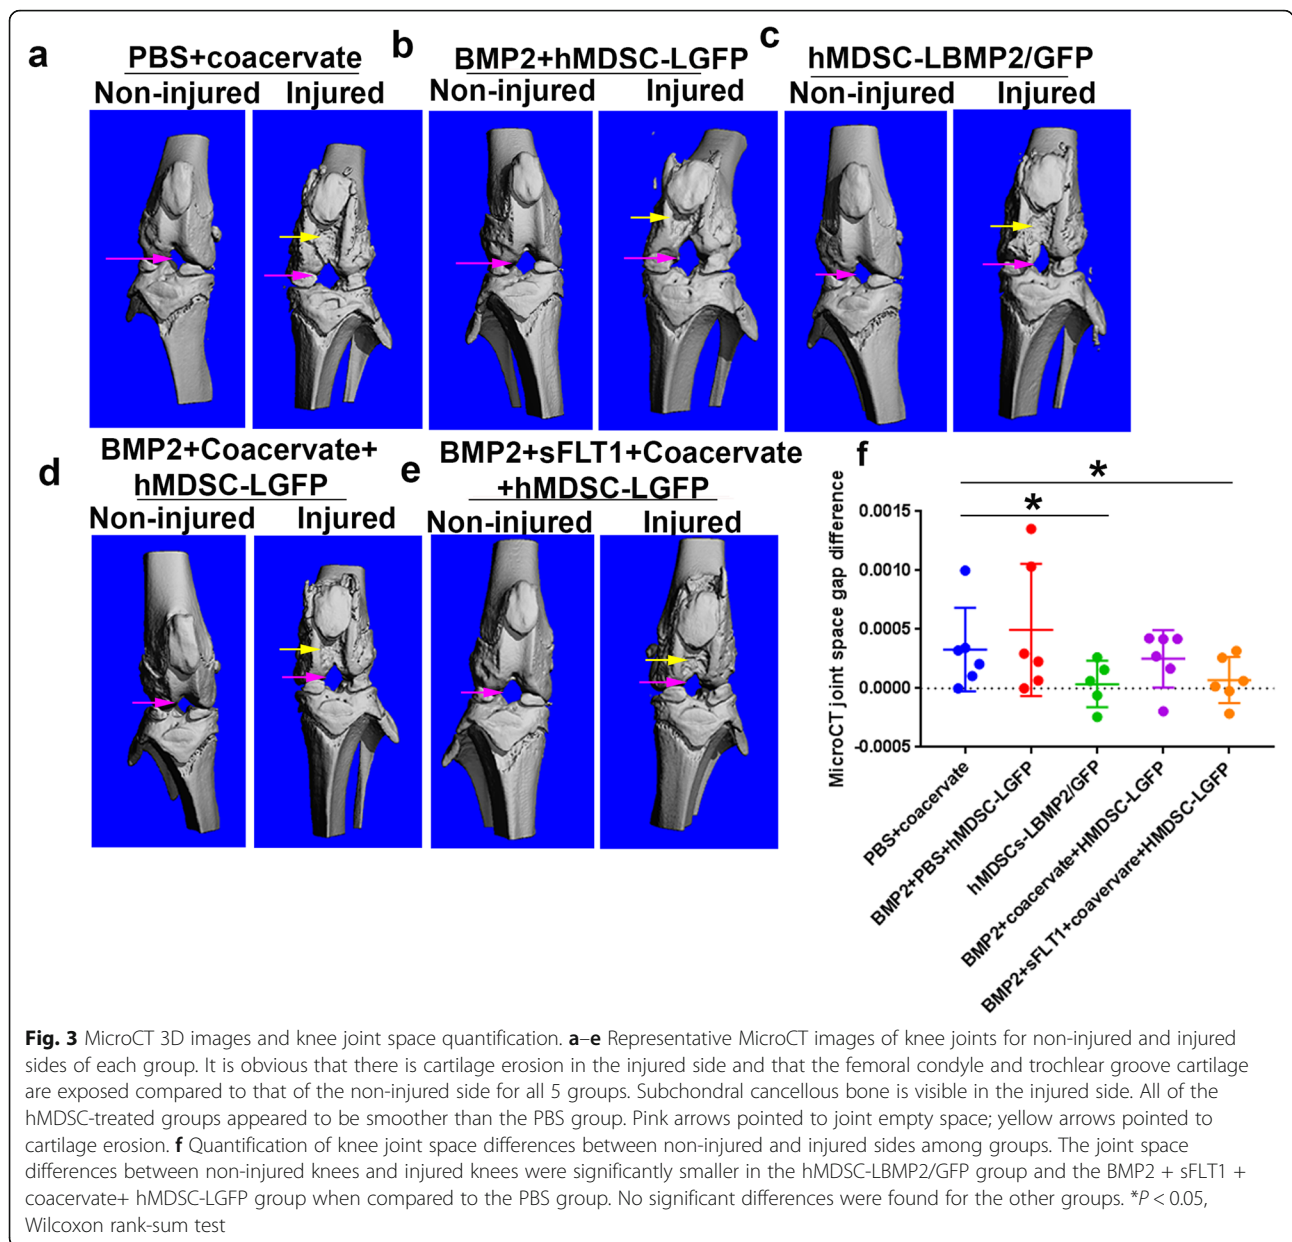 a
PBS+coacervate
Non-injured Injured
b
BMP2+hMDSC-LGFP
Non-injured Injured
c
hMDSC-LBMP2/GFP
Non-injured Injured
d
BMP2+Coacervate+
hMDSC-LGFP
Non-injured Injured
e
BMP2+sFLT1+Coacervate
+hMDSC-LGFP
Non-injured Injured
f
*
*
MicroCT joint space gap difference
0.0015
0.0010
0.0005
0.0000
-0.0005
PBS+coacervate
BMP2+PBS+hMDSC-LGFP
hMDSCs-LBMP2/GFP
BMP2+coacervate+HMDSC-LGFP
BMP2+sFLT1+coavervare+HMDSC-LGFP
Fig. 3 MicroCT 3D images and knee joint space quantification. a–e Representative MicroCT images of knee joints for non-injured and injured
sides of each group. It is obvious that there is cartilage erosion in the injured side and that the femoral condyle and trochlear groove cartilage
are exposed compared to that of the non-injured side for all 5 groups. Subchondral cancellous bone is visible in the injured side. All of the
hMDSC-treated groups appeared to be smoother than the PBS group. Pink arrows pointed to joint empty space; yellow arrows pointed to
cartilage erosion. f Quantification of knee joint space differences between non-injured and injured sides among groups. The joint space
differences between non-injured knees and injured knees were significantly smaller in the hMDSC-LBMP2/GFP group and the BMP2 + sFLT1 +
coacervate+ hMDSC-LGFP group when compared to the PBS group. No significant differences were found for the other groups. *P < 0.05,
Wilcoxon rank-sum test